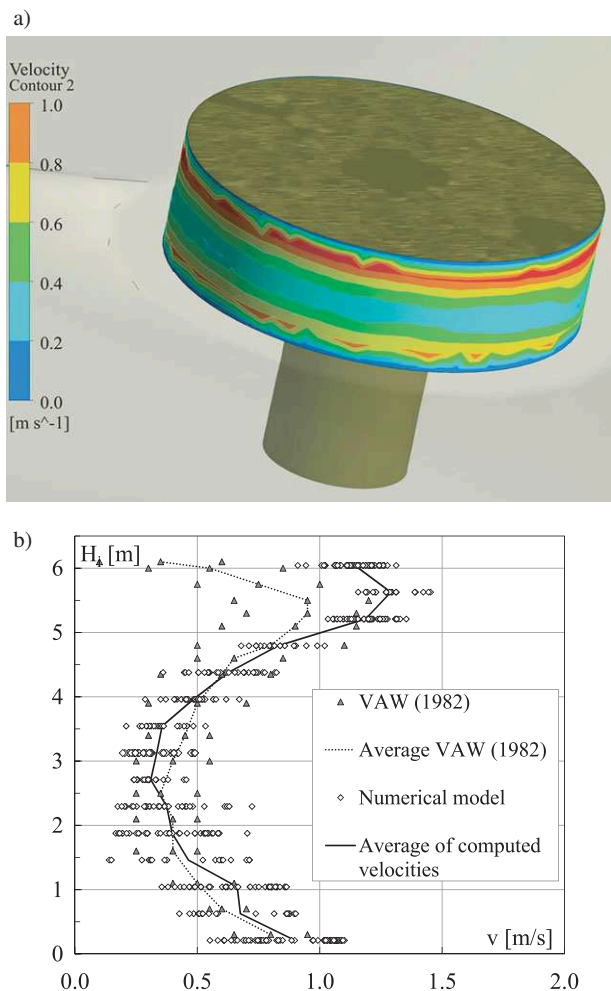 a)
Velocity
Contour 2
1.0
0.8
0.6
0.4
0.2
0.0
[m s^-1]
b)
6
5
4
3
2
1
0
[m]
VAW (1982)
Average VAW (1982)
Numerical model
Average of computed
velocities
v [m/s]
0.0 0.5 1.0 1.5 2.0